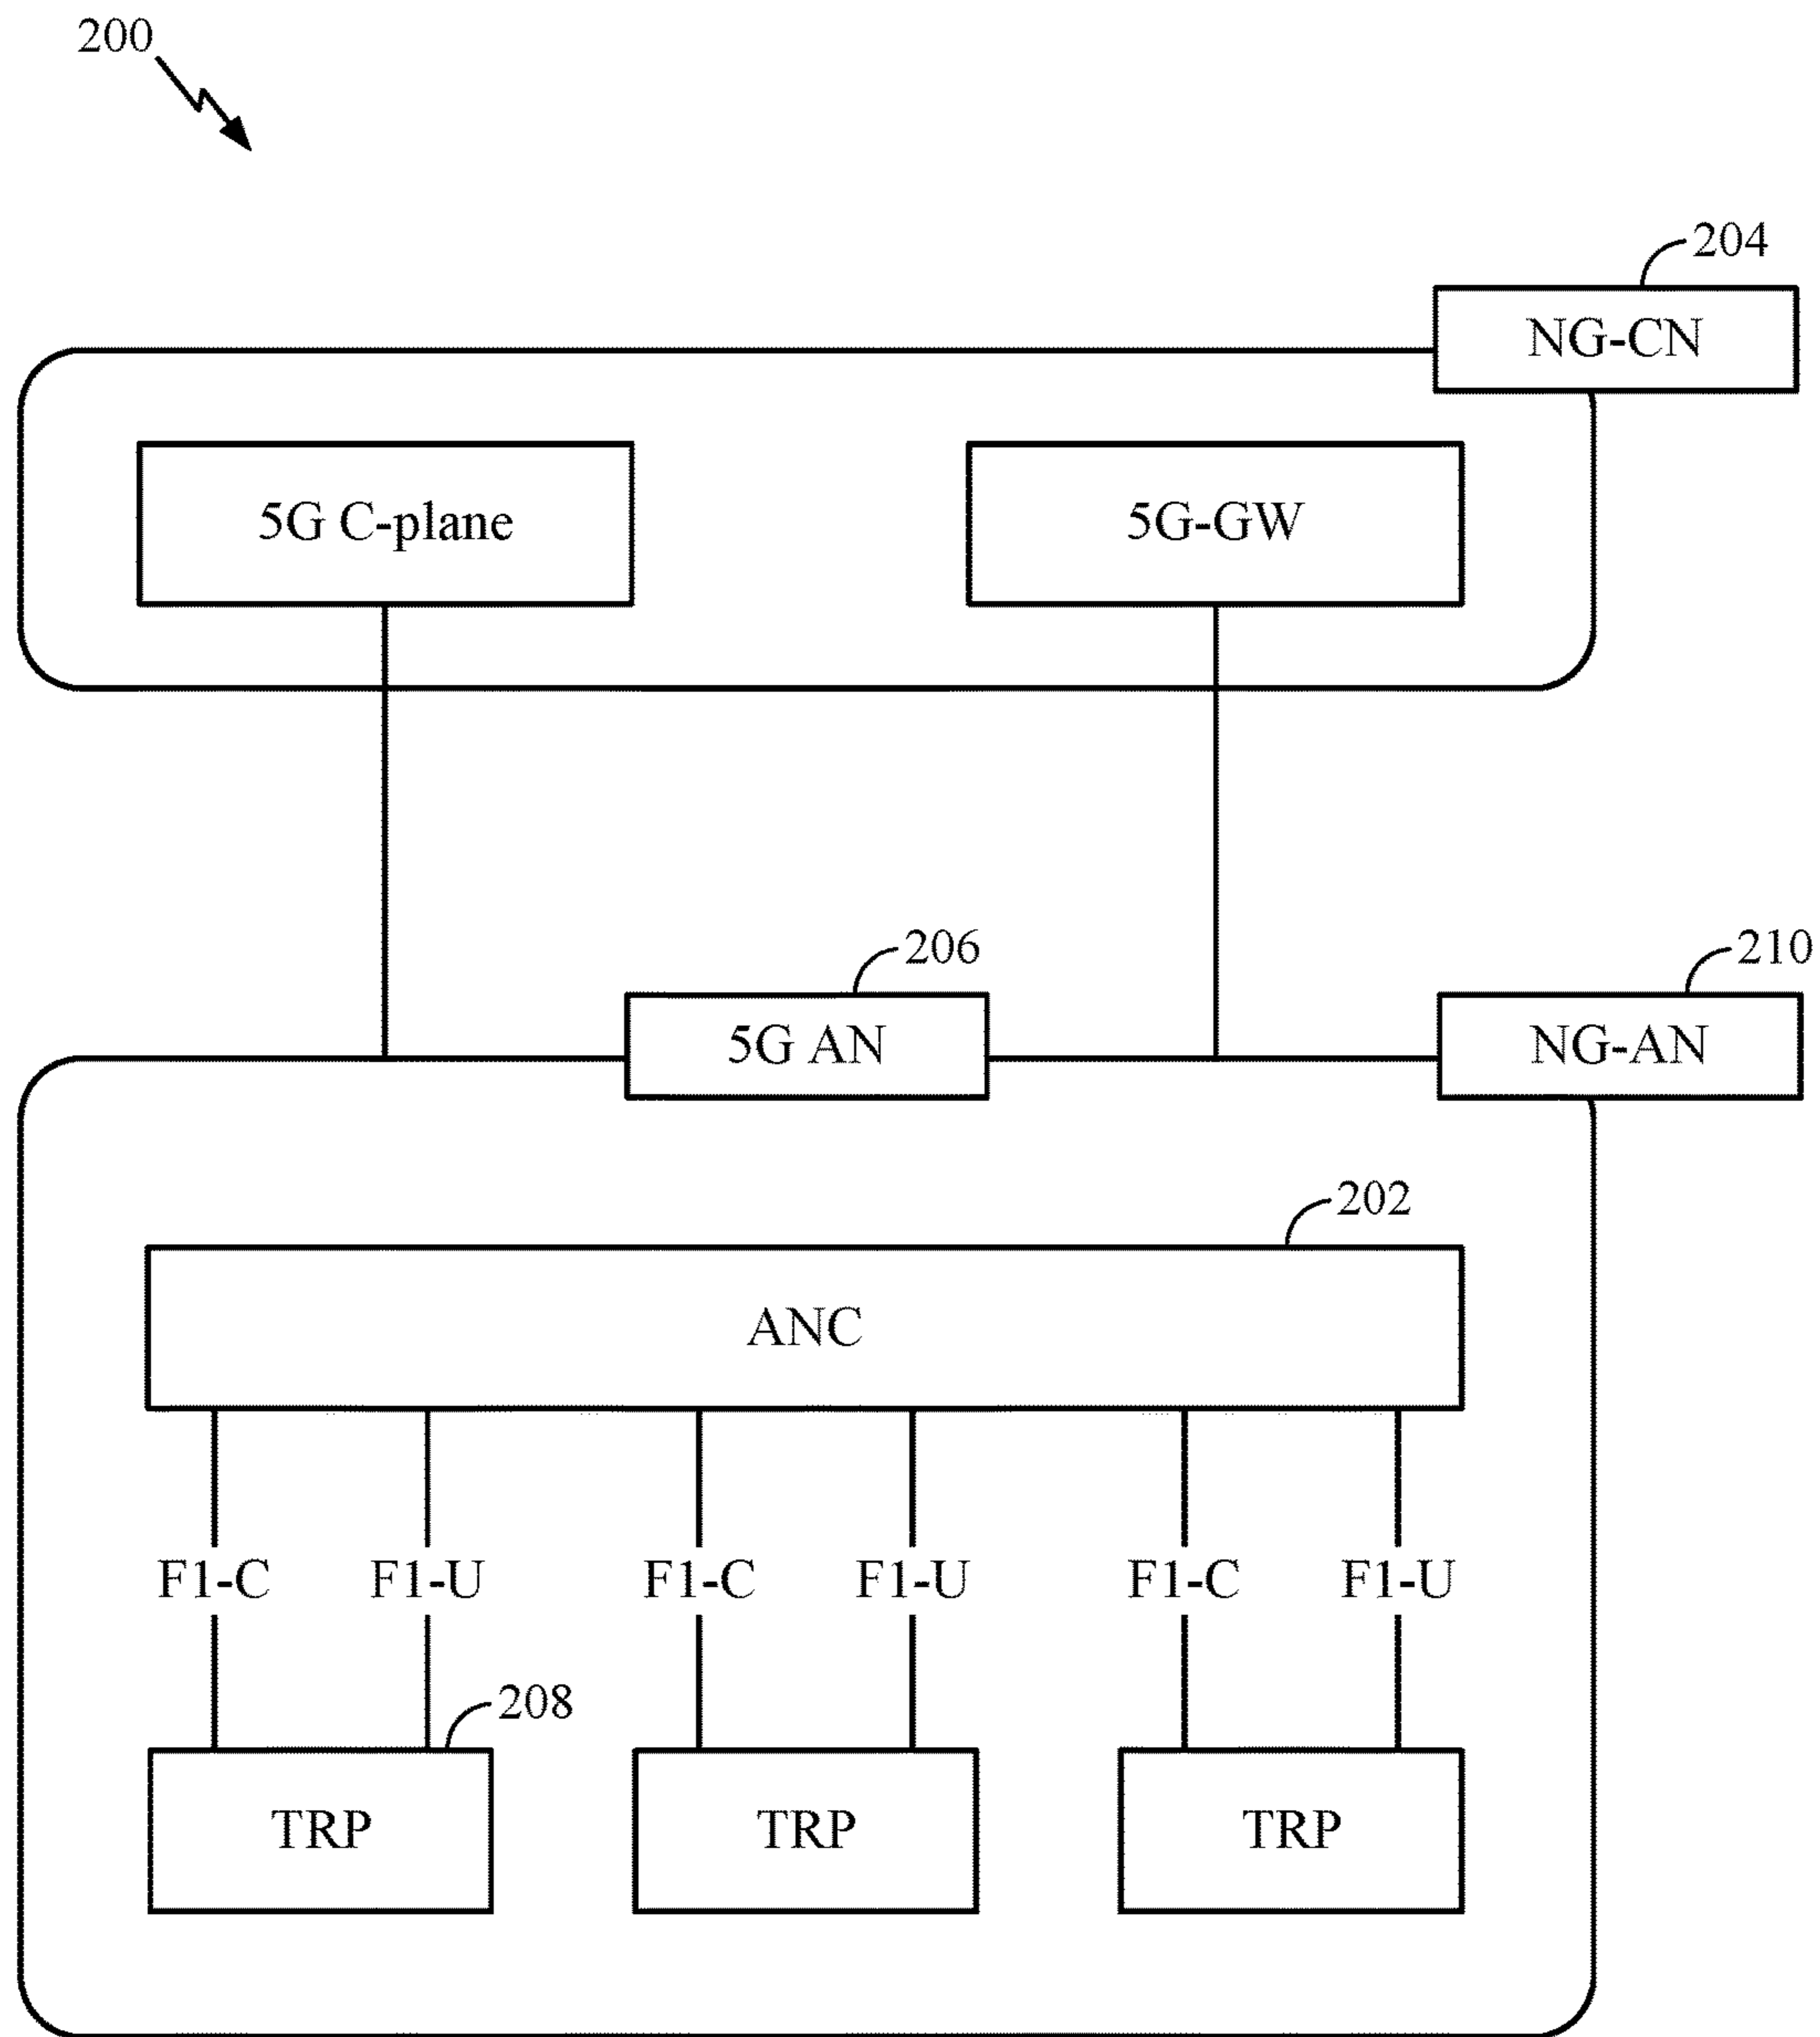 200
204
NG-CN
5G C-plane
5G-GW
206
210
5G AN
NG-AN
202
ANC
F1-C
F1-U
F1-C
F1-U
F1-C
F1-U
208
TRP
TRP
TRP